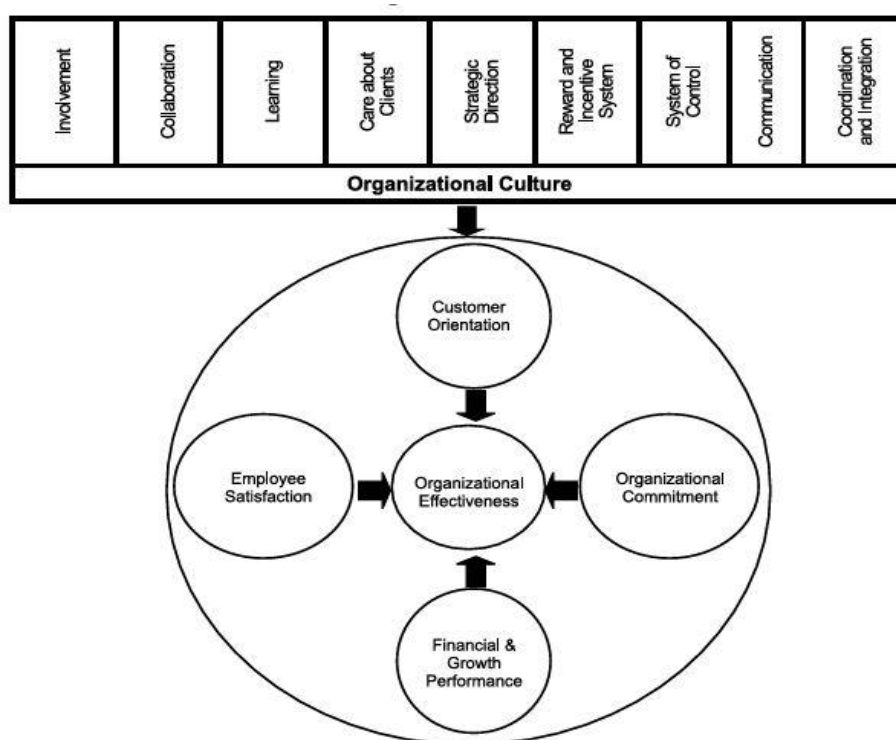 Involvement
Collaboration
Learning
Care about
Clients
Strategic
Direction
Reward and
Incentive
System
System of
Control
Communication
Coordination
and Integration
Organizational Culture
Customer
Orientation
Employee
Satisfaction
Organizational
Effectiveness
Organizational
Commitment
Financial &
Growth
Performance